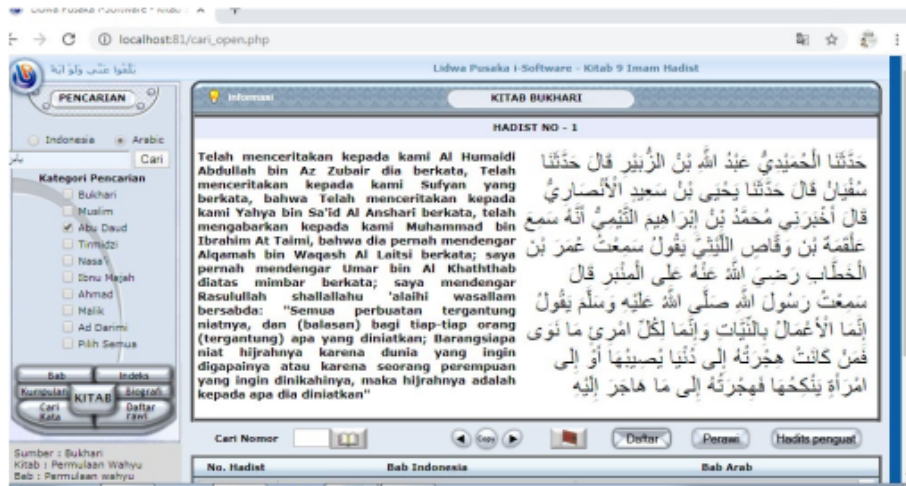 localhost:81/cari_open.php
Lidwa Pusaka i-Software - Kitab 9 Imam Hadist
PENCARIAN
Indonesia
Arabic
Cari
Kategori Pencarian
Bukhari
Muslim
Abu Daud
Tirmidzi
Nasa'i
Ibnu Majah
Ahmad
Malik
Ad Darimi
Pilih Semua
Bab
Indeks
Kumpulan
KITAB
Biografi
Cari
Kata
Daftar
rawi
Sumber : Bukhari
Kitab : Permulaan Wahyu
Bab : Permulaan wahyu
Informasi
KITAB BUKHARI
HADIST NO - 1
Telah menceritakan kepada kami Al Humaidi
Abdullah bin Az Zubair dia berkata, Telah
menceritakan kepada kami Sufyan yang
berkata, bahwa Telah menceritakan kepada
kami Yahya bin Sa'id Al Anshari berkata, telah
mengabarkan kepada kami Muhammad bin
Ibrahim At Taimi, bahwa dia pernah mendengar
Alqamah bin Waqash Al Laitsi berkata; saya
pernah mendengar Umar bin Al Khaththab
diatas mimbar berkata; saya mendengar
Rasulullah shallallahu 'alaihi wasallam
bersabda: "Semua perbuatan tergantung
niatnya, dan (balasan) bagi tiap-tiap orang
(tergantung) apa yang diniatkan; Barangsiapa
niat hijrahnya karena dunia yang ingin
digapainya atau karena seorang perempuan
yang ingin dinikahinya, maka hijrahnya adalah
kepada apa dia diniatkan"
حَدَّثَنَا الْحُمَيْدِيُّ عَبْدُ اللَّهِ بْنُ الزُّبَيْرِ قَالَ حَدَّثَنَا
سُفْيَانُ قَالَ حَدَّثَنَا يَحْيَى بْنُ سَعِيدٍ الْأَنْصَارِيُّ
قَالَ أَخْبَرَنِي مُحَمَّدُ بْنُ إِبْرَاهِيمَ التَّيْمِيُّ أَنَّهُ سَمِعَ
عَلْقَمَةَ بْنَ وَقَّاصٍ اللَّيْثِيَّ يَقُولُ سَمِعْتُ عُمَرَ بْنَ
الْخَطَّابِ رَضِيَ اللَّهُ عَنْهُ عَلَى الْمِنْبَرِ قَالَ
سَمِعْتُ رَسُولَ اللَّهِ صَلَّى اللَّهُ عَلَيْهِ وَسَلَّمَ يَقُولُ
إِنَّمَا الْأَعْمَالُ بِالنِّيَّاتِ وَإِنَّمَا لِكُلِّ امْرِئٍ مَا نَوَى
فَمَنْ كَانَتْ هِجْرَتُهُ إِلَى دُنْيَا يُصِيبُهَا أَوْ إِلَى
امْرَأَةٍ يَنْكِحُهَا فَهِجْرَتُهُ إِلَى مَا هَاجَرَ إِلَيْهِ
Cari Nomor
Copy
Daftar
Perawi
Hadits penguat
No. Hadist
Bab Indonesia
Bab Arab